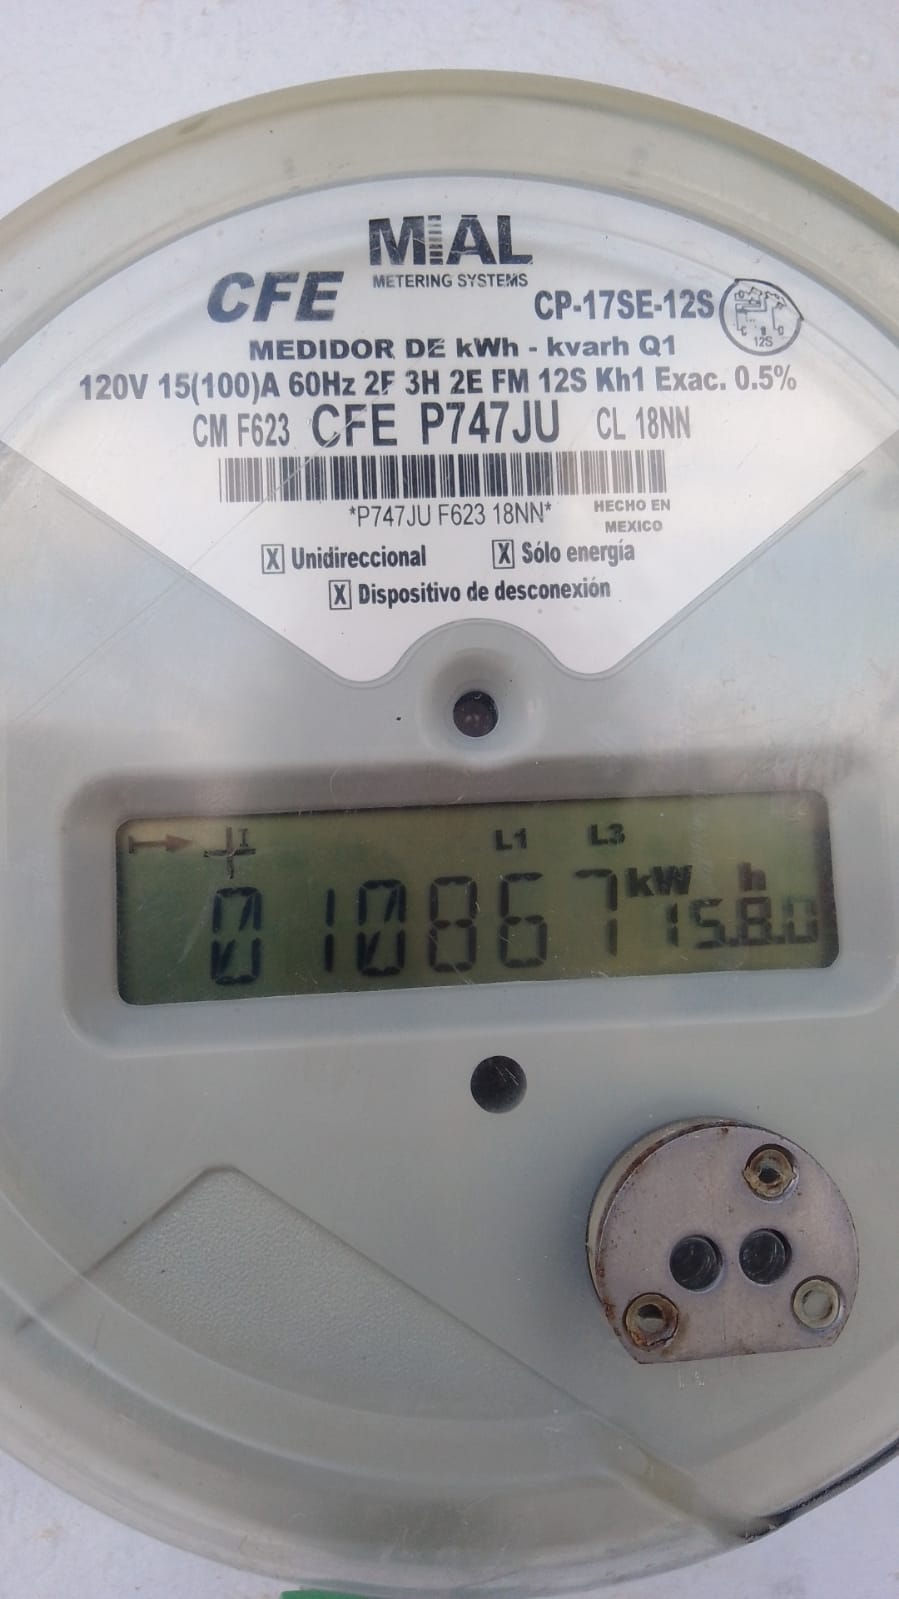 MIAL
METERING SYSTEMS
CFE
CP-17SE-12S
12S
MEDIDOR DE kWh - kvarh Q1
120V 15(100)A 60Hz 2F 3H 2E FM 12S Kh1 Exac. 0.5%
CM F623 CFE P747JU CL 18NN
*P747JU F623 18NN*
HECHO EN
MEXICO
X Unidireccional X Sólo energía
X Dispositivo de desconexión
I L1 L3
010867 kW h 15.8.0